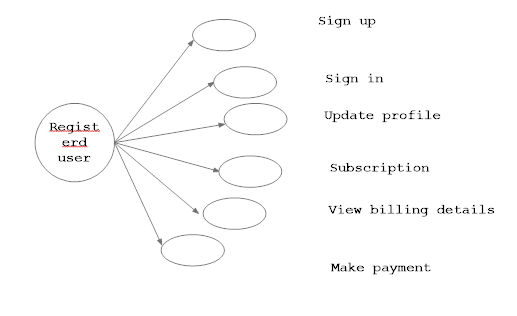 Sign up
Sign in
Update profile
Regist
erd
user
Subscription
View billing details
Make payment